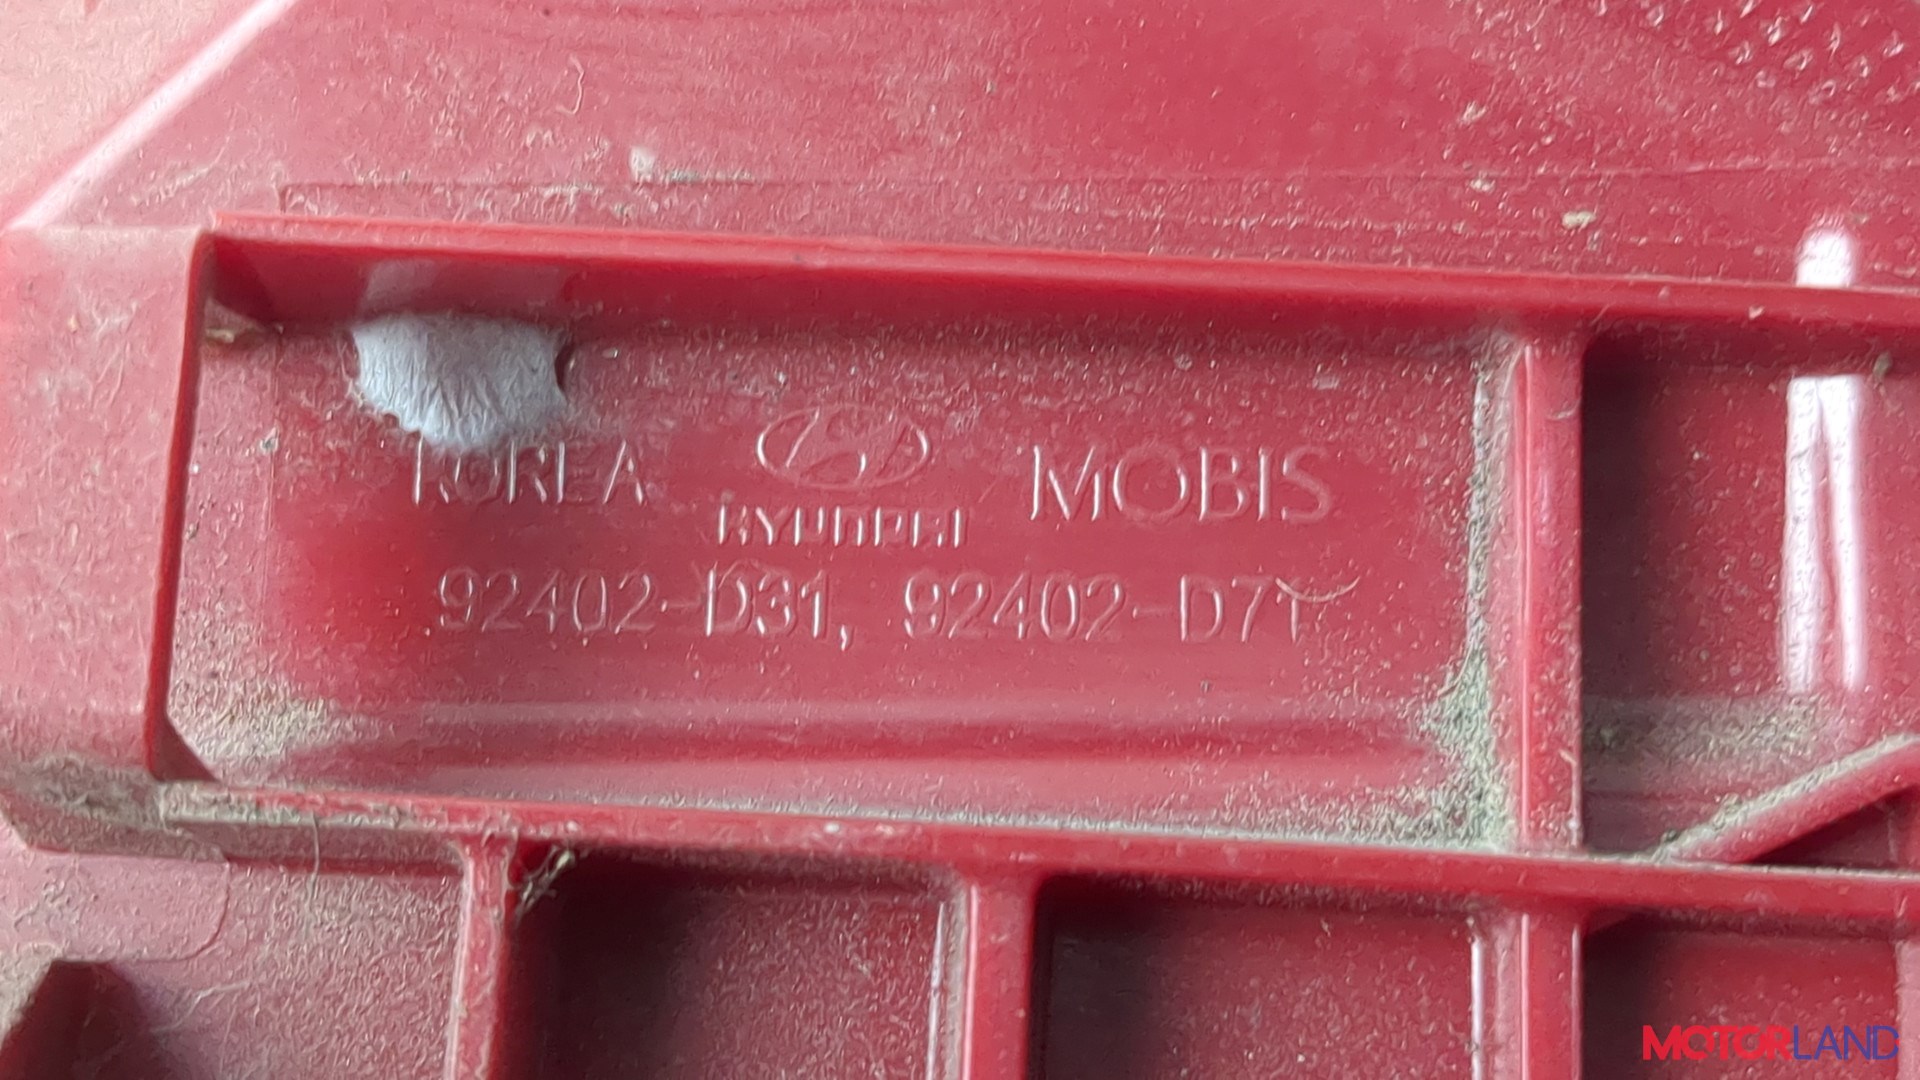 KOREA HYUNDAI MOBIS
92402-D31, 92402-D71
MOTORLAND